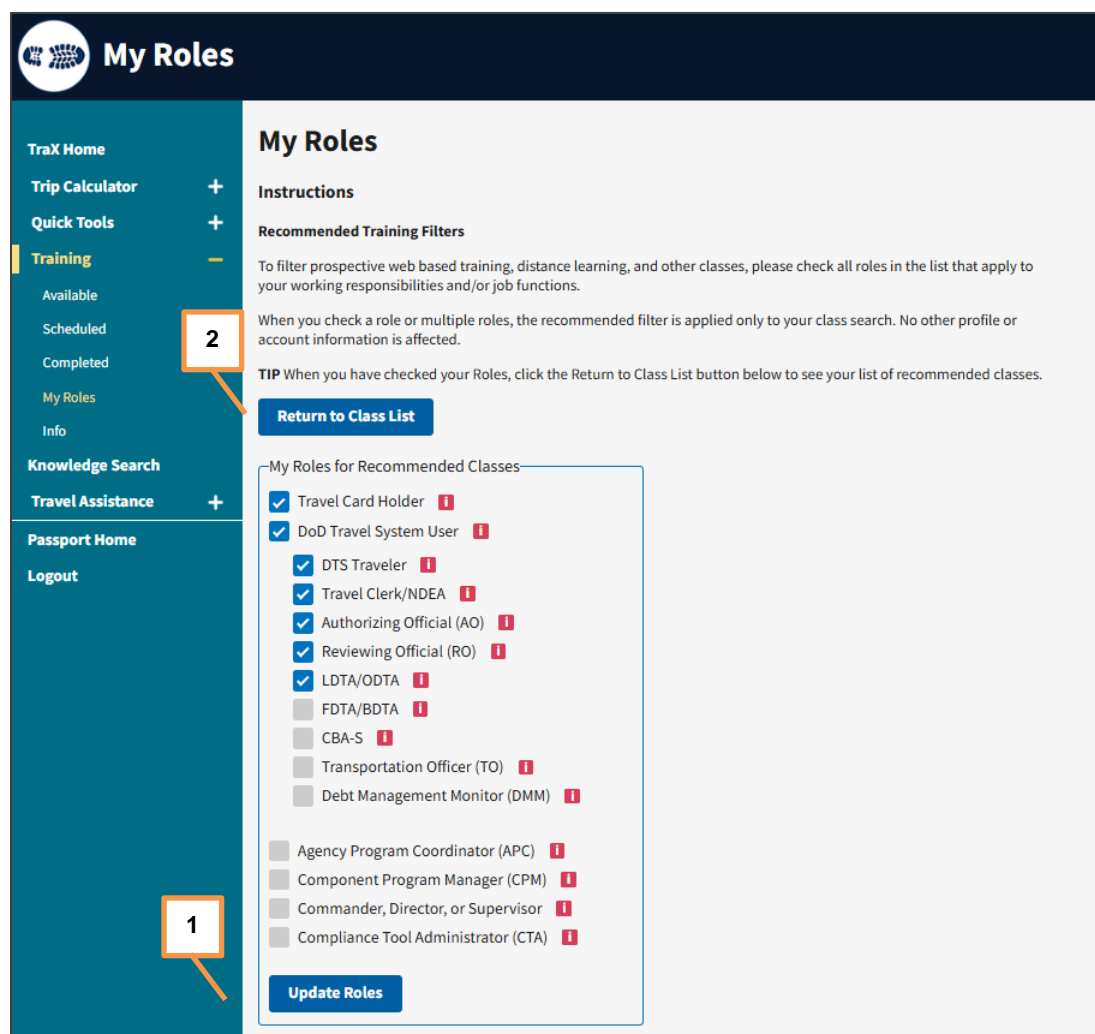 My Roles
TraX Home
Trip Calculator
Quick Tools
Training
Available
Scheduled
Completed
My Roles
Info
Knowledge Search
Travel Assistance
Passport Home
Logout
My Roles
Instructions
Recommended Training Filters
To filter prospective web based training, distance learning, and other classes, please check all roles in the list that apply to
your working responsibilities and/or job functions.
When you check a role or multiple roles, the recommended filter is applied only to your class search. No other profile or
account information is affected.
TIP When you have checked your Roles, click the Return to Class List button below to see your list of recommended classes.
2
Return to Class List
My Roles for Recommended Classes
Travel Card Holder i
DoD Travel System User i
DTS Traveler i
Travel Clerk/NDEA i
Authorizing Official (AO) i
Reviewing Official (RO) i
LDTA/ODTA i
FDTA/BDTA i
CBA-S i
Transportation Officer (TO) i
Debt Management Monitor (DMM) i
Agency Program Coordinator (APC) i
Component Program Manager (CPM) i
Commander, Director, or Supervisor i
Compliance Tool Administrator (CTA) i
1
Update Roles